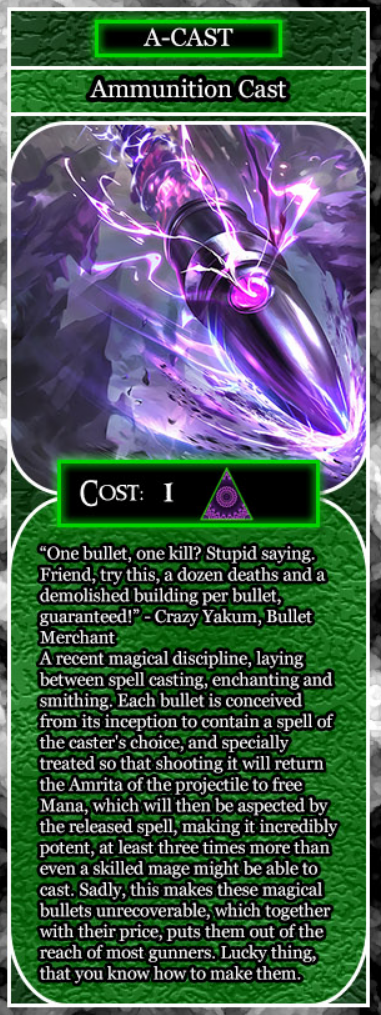 A-CAST
Ammunition Cast
Cost: 1
“One bullet, one kill? Stupid saying.
Friend, try this, a dozen deaths and a
demolished building per bullet,
guaranteed!” - Crazy Yakum, Bullet
Merchant
A recent magical discipline, laying
between spell casting, enchanting and
smithing. Each bullet is conceived
from its inception to contain a spell of
the caster's choice, and specially
treated so that shooting it will return
the Amrita of the projectile to free
Mana, which will then be aspected by
the released spell, making it incredibly
potent, at least three times more than
even a skilled mage might be able to
cast. Sadly, this makes these magical
bullets unrecoverable, which together
with their price, puts them out of the
reach of most gunners. Lucky thing,
that you know how to make them.